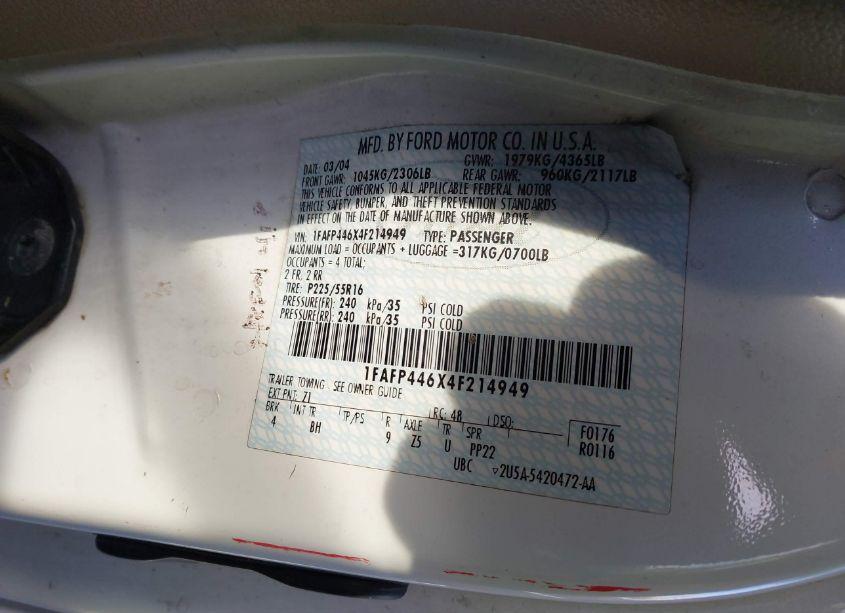 MFD. BY FORD MOTOR CO. IN U.S.A.
DATE: 03/04 GVWR: 1979KG/4365LB
FRONT GAWR: 1045KG/2306LB REAR GAWR: 960KG/2117LB
THIS VEHICLE CONFORMS TO ALL APPLICABLE FEDERAL MOTOR
VEHICLE SAFETY, BUMPER, AND THEFT PREVENTION STANDARDS
IN EFFECT ON THE DATE OF MANUFACTURE SHOWN ABOVE.
VIN: 1FAFP446X4F214949 TYPE: PASSENGER
MAXIMUM LOAD = OCCUPANTS + LUGGAGE =317KG/0700LB
OCCUPANTS = 4 TOTAL;
2 FR, 2 RR
TIRE: P225/55R16
PRESSURE(FR) 240 kPa/35 PSI COLD
PRESSURE(RR) 240 kPa/35 PSI COLD
1FAFP446X4F214949
TRAILER TOWING - SEE OWNER GUIDE
EXT PNT: Z1 RC: 48 DSO: F0176
BRK INT TR TP/PS R AXLE TR SPR R0116
4 BH 9 Z5 U PP22
UBC ▽2U5A-5420472-AA